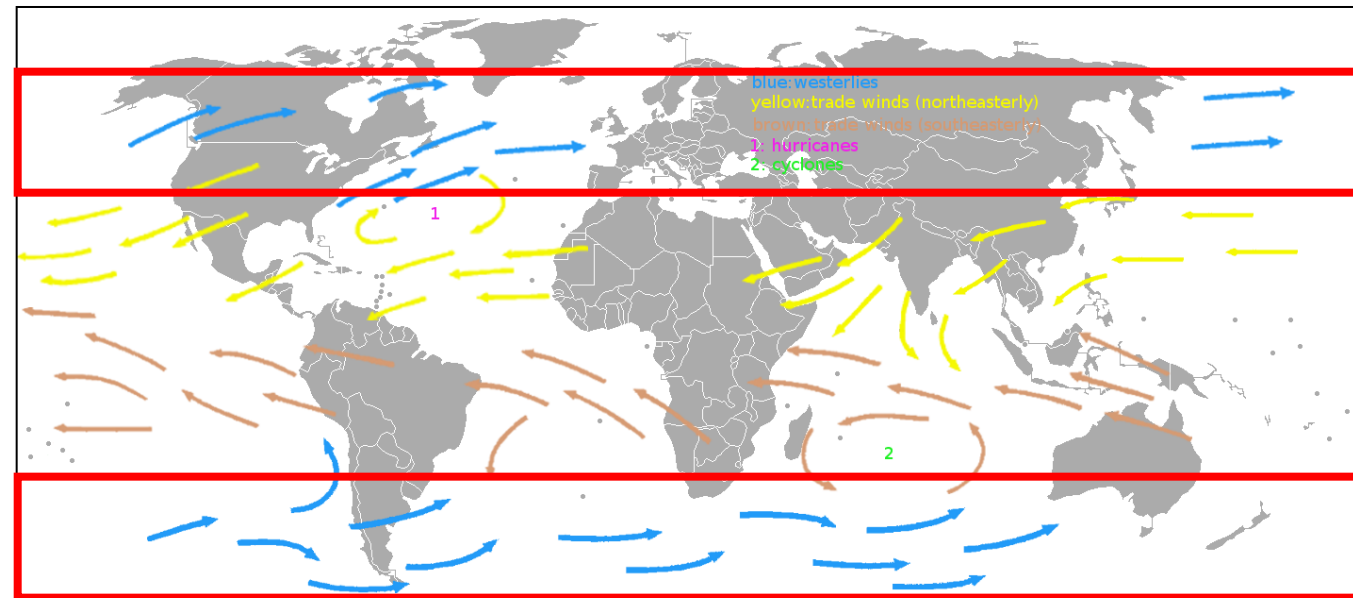 blue:westerlies
yellow:trade winds (northeasterly)
brown: trade winds (southeasterly)
1: hurricanes
2: cyclones
1
2